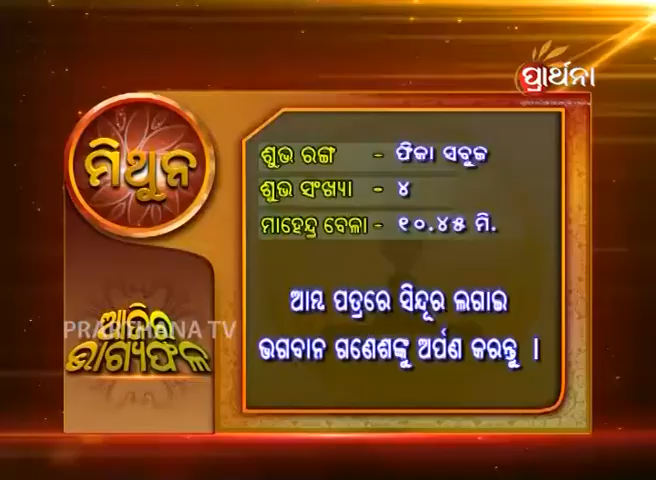 ପ୍ରାର୍ଥନା
ମିଥୁନ
ଶୁଭ ରଙ୍ଗ - ଫିକା ସବୁଜ
ଶୁଭ ସଂଖ୍ୟା - ୪
ମାହେନ୍ଦ୍ର ବେଳା - ୧୦.୪୫ ମି.
ଆମ୍ବ ପତ୍ରରେ ସିନ୍ଦୂର ଲଗାଇ
ଭଗବାନ ଗଣେଶଙ୍କୁ ଅର୍ପଣ କରନ୍ତୁ ।
ଆଜିର
PRARTHANA TV
ଭାଗ୍ୟଫଳ